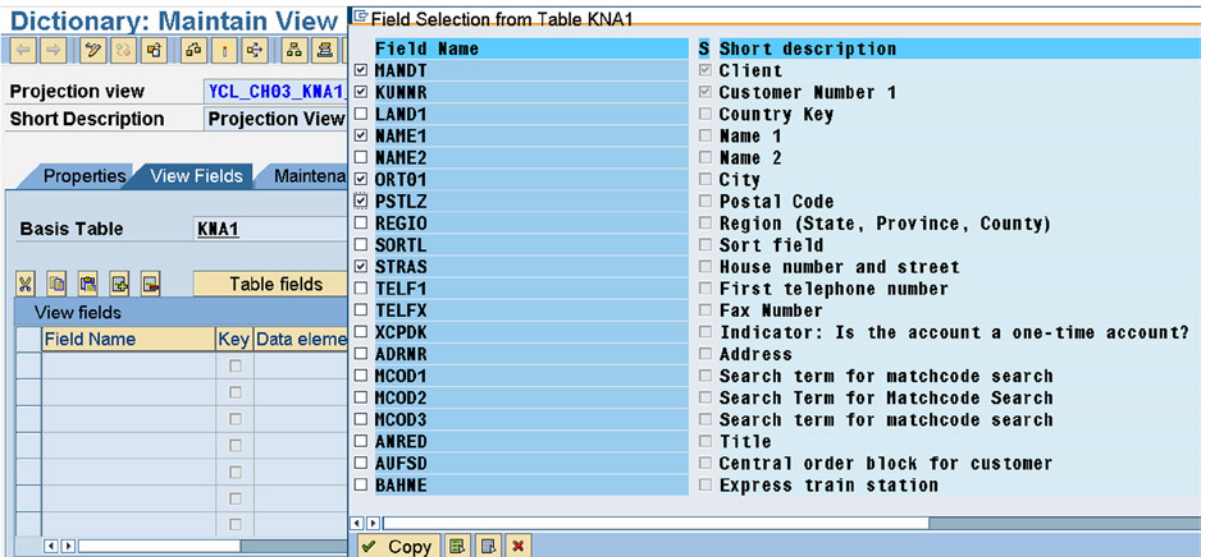 Dictionary: Maintain View
Projection view YCL_CH03_KNA1_
Short Description Projection View
Properties View Fields Maintena
Basis Table KNA1
Table fields
View fields
Field Name Key Data eleme
Field Selection from Table KNA1
Field Name S Short description
MANDT Client
KUNNR Customer Number 1
LAND1 Country Key
NAME1 Name 1
NAME2 Name 2
ORT01 City
PSTLZ Postal Code
REGIO Region (State, Province, County)
SORTL Sort field
STRAS House number and street
TELF1 First telephone number
TELFX Fax Number
XCPDK Indicator: Is the account a one-time account?
ADRNR Address
MCOD1 Search term for matchcode search
MCOD2 Search Term for Matchcode Search
MCOD3 Search term for matchcode search
ANRED Title
AUFSD Central order block for customer
BAHNE Express train station
Copy